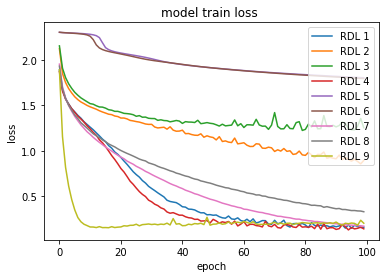 model train loss
loss
2.0
1.5
1.0
0.5
0
20
40
60
80
100
epoch
RDL 1
RDL 2
RDL 3
RDL 4
RDL 5
RDL 6
RDL 7
RDL 8
RDL 9